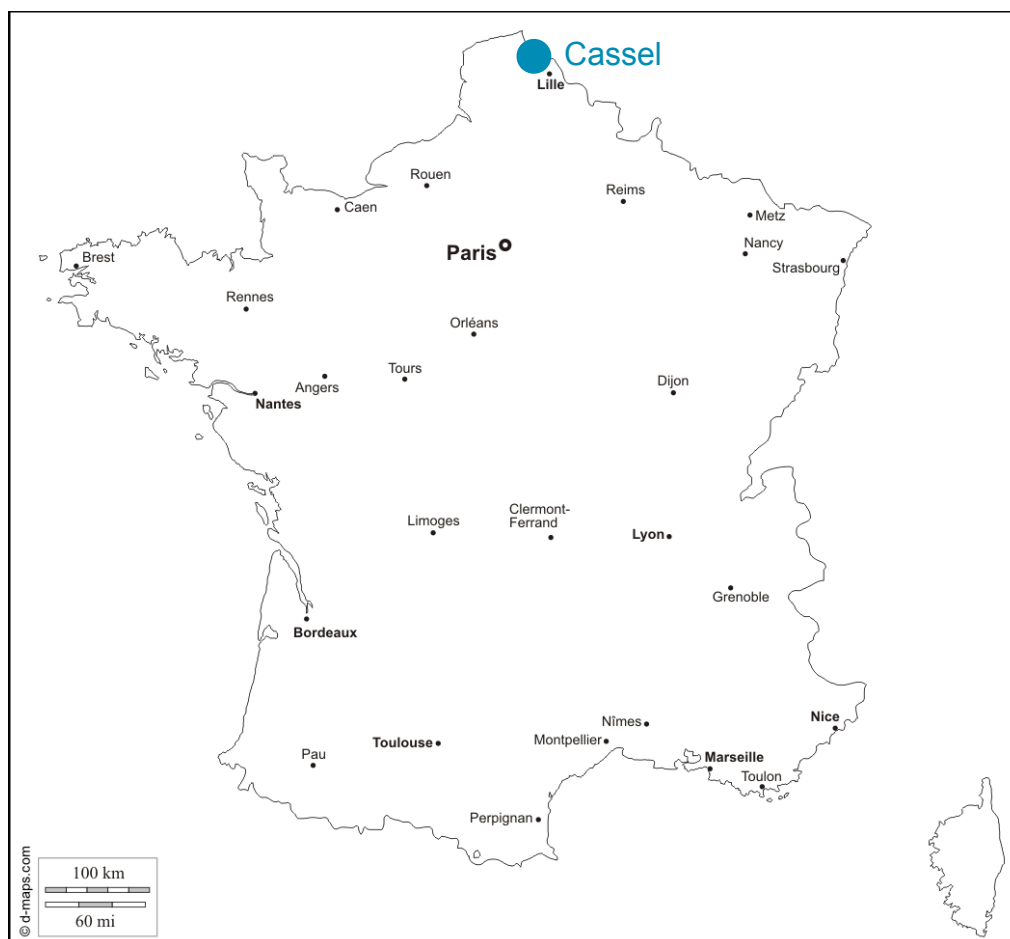 Cassel
Lille
Rouen
Reims
Caen
Metz
Paris
Nancy
Brest
Strasbourg
Rennes
Orléans
Tours
Angers
Dijon
Nantes
Clermont-
Ferrand
Limoges
Lyon
Grenoble
Bordeaux
Nice
Nîmes
Montpellier
Toulouse
Pau
Marseille
Toulon
Perpignan
100 km
60 mi
© d-maps.com